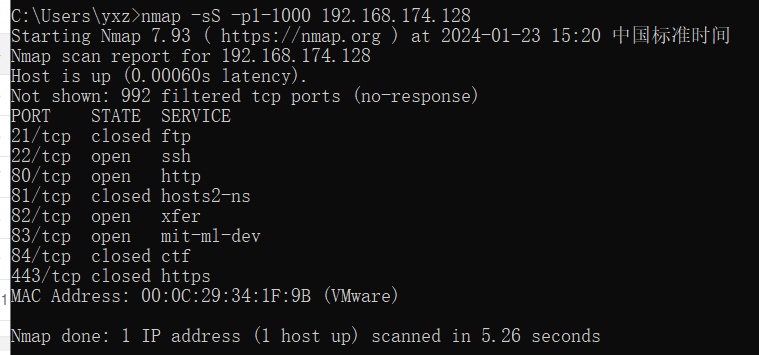 C:\Users\yxz>nmap -sS -p1-1000 192.168.174.128
Starting Nmap 7.93 ( https://nmap.org ) at 2024-01-23 15:20 中国标准时间
Nmap scan report for 192.168.174.128
Host is up (0.00060s latency).
Not shown: 992 filtered tcp ports (no-response)
PORT    STATE  SERVICE
21/tcp  closed ftp
22/tcp  open   ssh
80/tcp  open   http
81/tcp  closed hosts2-ns
82/tcp  open   xfer
83/tcp  open   mit-ml-dev
84/tcp  closed ctf
443/tcp closed https
1
MAC Address: 00:0C:29:34:1F:9B (VMware)
Nmap done: 1 IP address (1 host up) scanned in 5.26 seconds